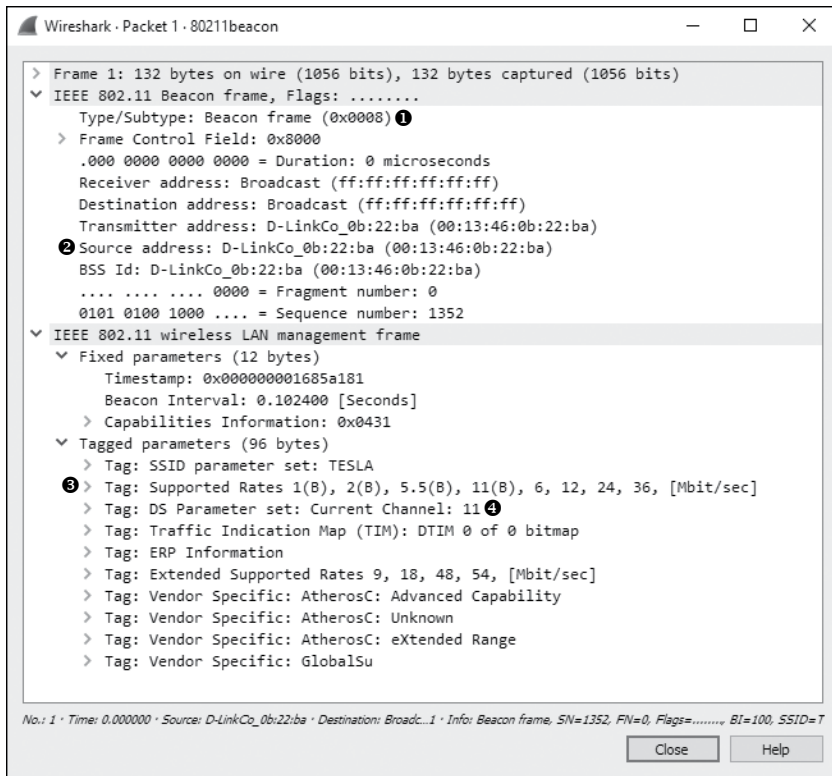 Wireshark · Packet 1 · 80211beacon
Frame 1: 132 bytes on wire (1056 bits), 132 bytes captured (1056 bits)
IEEE 802.11 Beacon frame, Flags: ........
Type/Subtype: Beacon frame (0x0008) ❶
Frame Control Field: 0x8000
.000 0000 0000 0000 = Duration: 0 microseconds
Receiver address: Broadcast (ff:ff:ff:ff:ff:ff)
Destination address: Broadcast (ff:ff:ff:ff:ff:ff)
Transmitter address: D-LinkCo_0b:22:ba (00:13:46:0b:22:ba)
❷ Source address: D-LinkCo_0b:22:ba (00:13:46:0b:22:ba)
BSS Id: D-LinkCo_0b:22:ba (00:13:46:0b:22:ba)
.... .... .... 0000 = Fragment number: 0
0101 0100 1000 .... = Sequence number: 1352
IEEE 802.11 wireless LAN management frame
Fixed parameters (12 bytes)
Timestamp: 0x000000001685a181
Beacon Interval: 0.102400 [Seconds]
Capabilities Information: 0x0431
Tagged parameters (96 bytes)
Tag: SSID parameter set: TESLA
❸ Tag: Supported Rates 1(B), 2(B), 5.5(B), 11(B), 6, 12, 24, 36, [Mbit/sec]
Tag: DS Parameter set: Current Channel: 11 ❹
Tag: Traffic Indication Map (TIM): DTIM 0 of 0 bitmap
Tag: ERP Information
Tag: Extended Supported Rates 9, 18, 48, 54, [Mbit/sec]
Tag: Vendor Specific: AtherosC: Advanced Capability
Tag: Vendor Specific: AtherosC: Unknown
Tag: Vendor Specific: AtherosC: eXtended Range
Tag: Vendor Specific: GlobalSu
No.: 1 · Time: 0.000000 · Source: D-LinkCo_0b:22:ba · Destination: Broadc...1 · Info: Beacon frame, SN=1352, FN=0, Flags=........, BI=100, SSID=T
Close Help